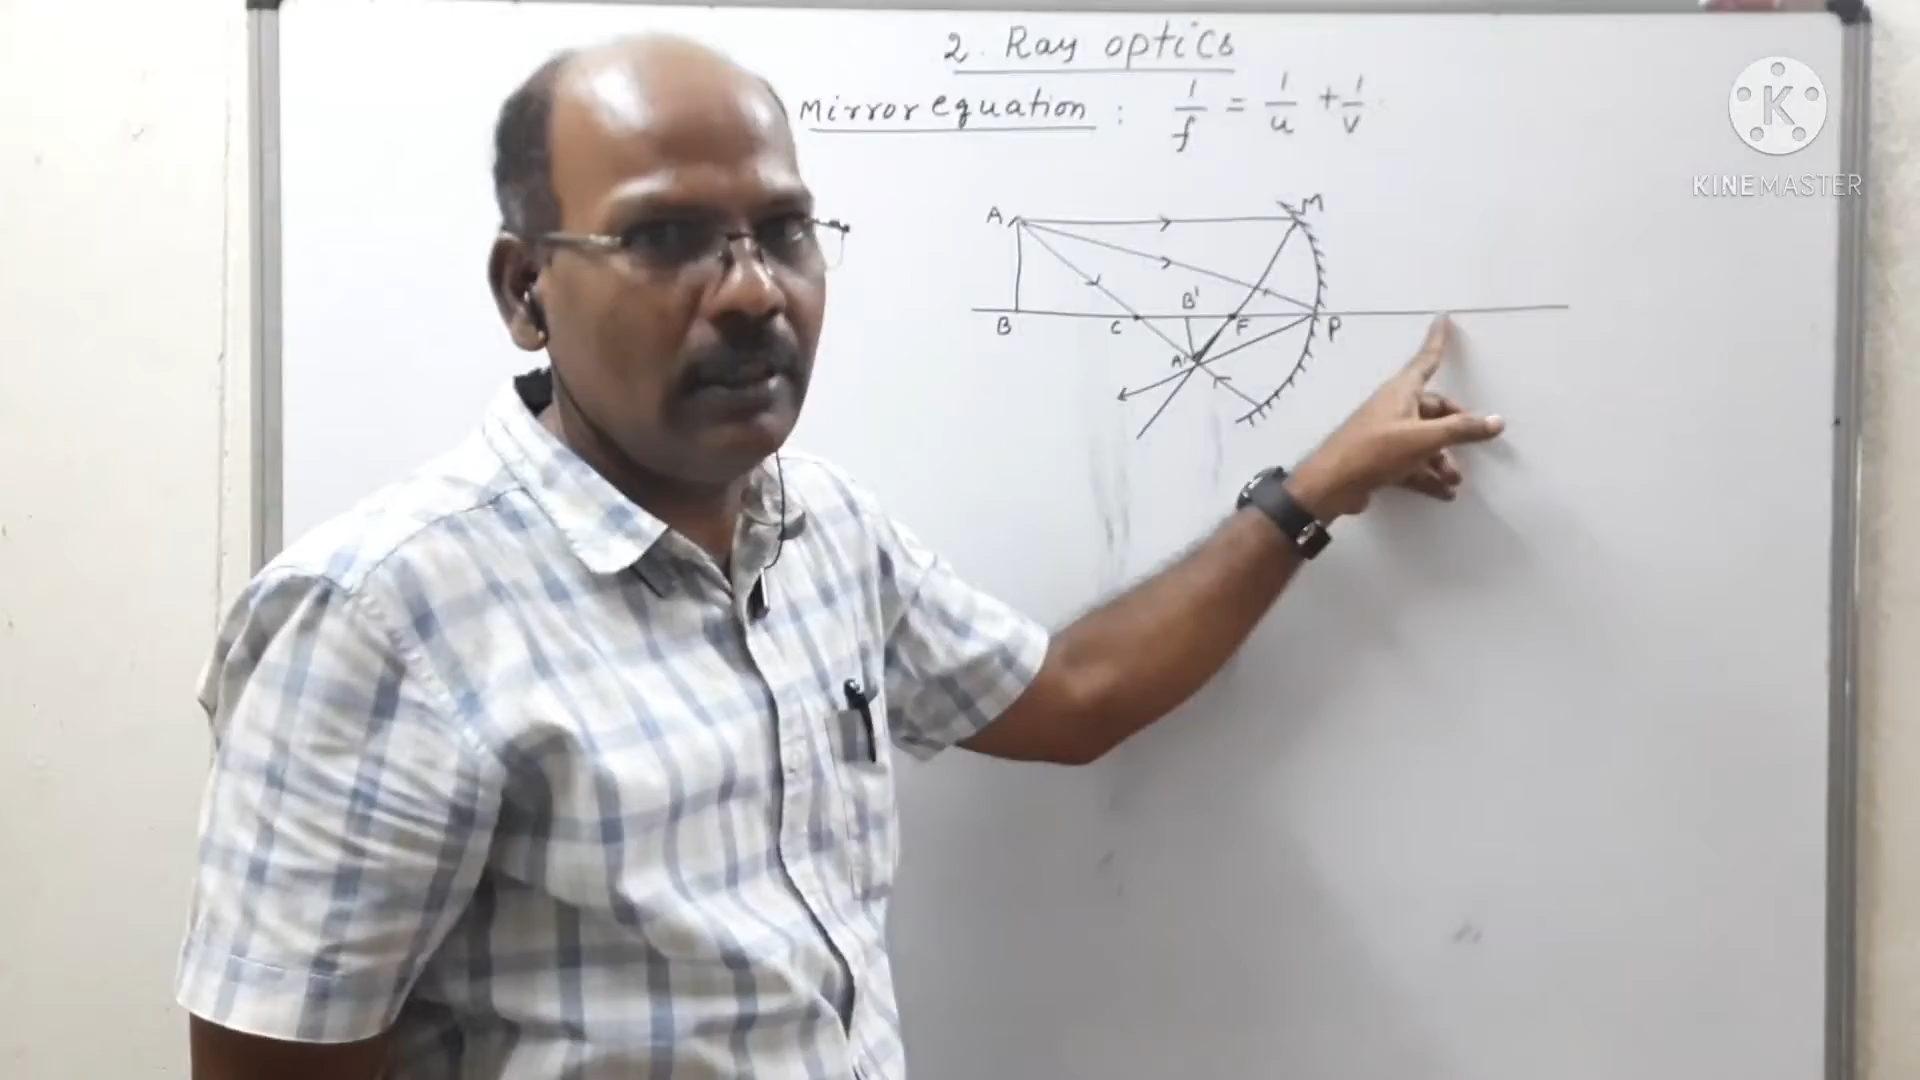 2. Ray optics
Mirror equation : 1/f = 1/u + 1/v
K
KINEMASTER
A M
B'
B C F P
A'